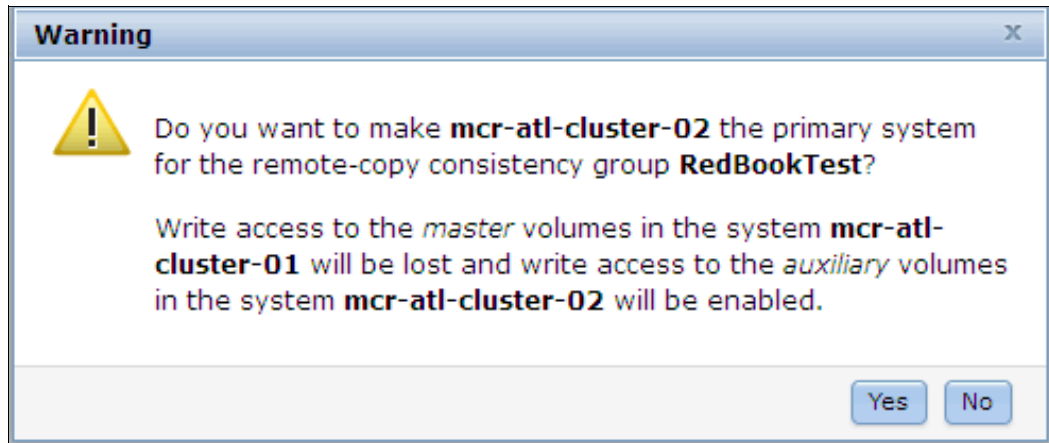 Warning x
Do you want to make mcr-atl-cluster-02 the primary system
for the remote-copy consistency group RedBookTest?
Write access to the master volumes in the system mcr-atl-
cluster-01 will be lost and write access to the auxiliary volumes
in the system mcr-atl-cluster-02 will be enabled.
Yes No